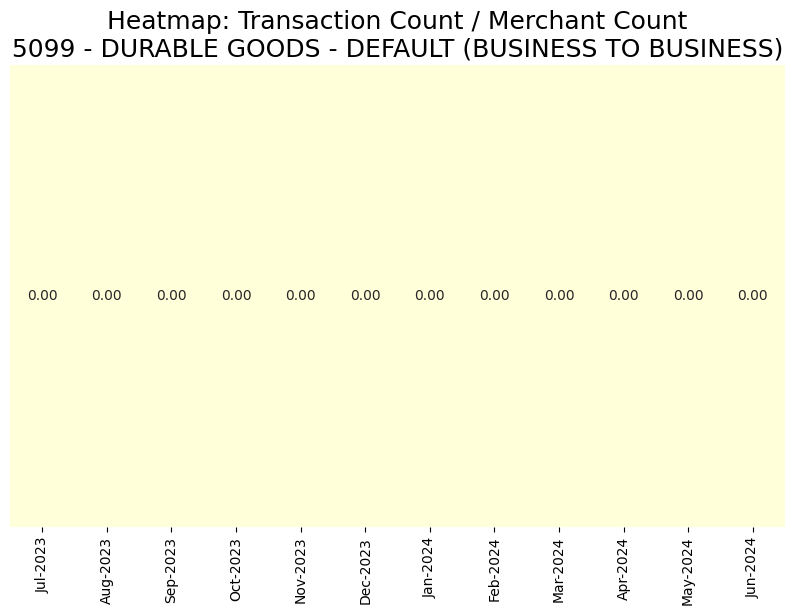 Heatmap: Transaction Count / Merchant Count
5099 - DURABLE GOODS - DEFAULT (BUSINESS TO BUSINESS)
0.00 0.00 0.00 0.00 0.00 0.00 0.00 0.00 0.00 0.00 0.00 0.00
Jul-2023 Aug-2023 Sep-2023 Oct-2023 Nov-2023 Dec-2023 Jan-2024 Feb-2024 Mar-2024 Apr-2024 May-2024 Jun-2024